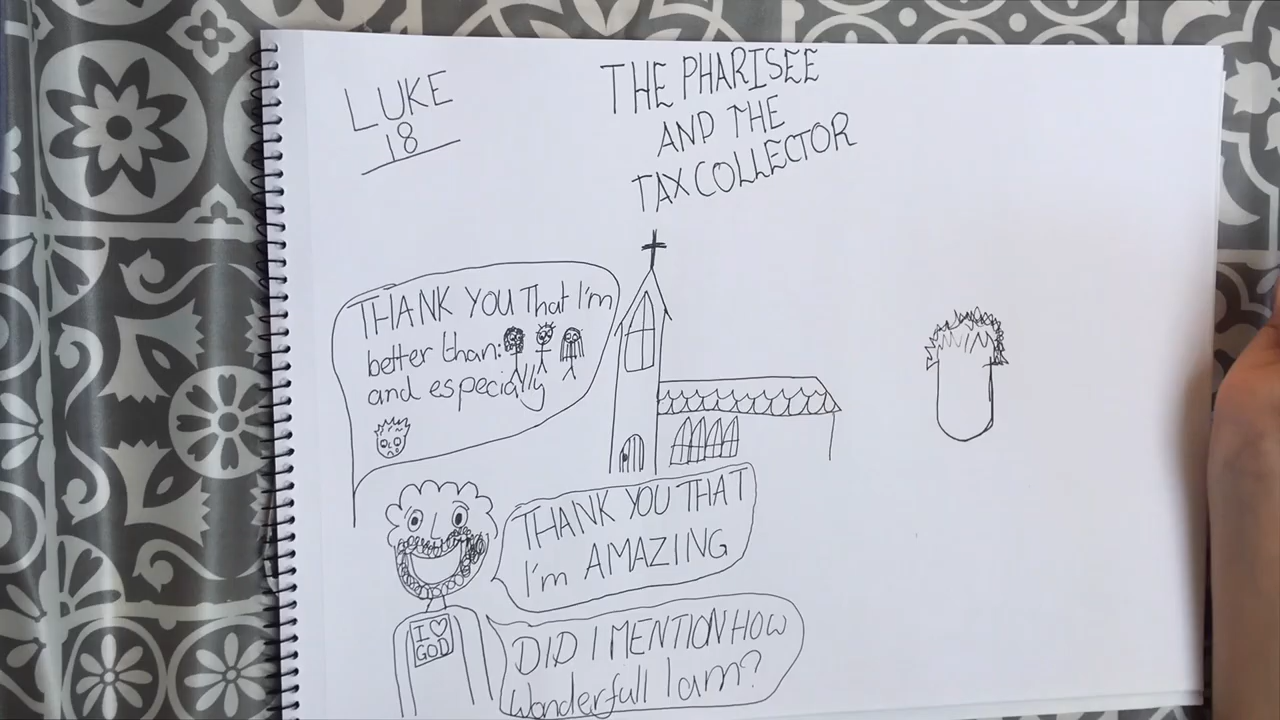 LUKE
18
THE PHARISEE
AND THE
TAX COLLECTOR
THANK YOU That I'm
better than:
and especially
THANK YOU THAT
I'm AMAZING
I ♡
GOD
DID I MENTION HOW
Wonderfull I am?